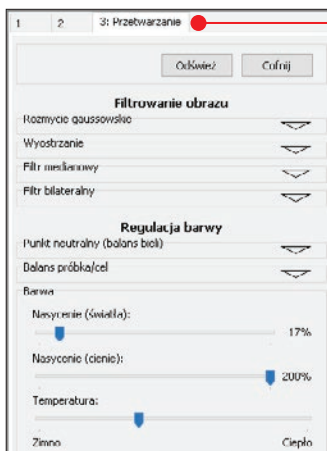 1 2 3: Przetwarzanie
Odśwież Cofnij
Filtrowanie obrazu
Rozmycie gaussowskie
Wyostrzanie
Filtr medianowy
Filtr bilateralny
Regulacja barwy
Punkt neutralny (balans bieli)
Balans próbka/cel
Barwa
Nasycenie (światła):
-17%
Nasycenie (cienie):
200%
Temperatura:
Zimno Ciepło